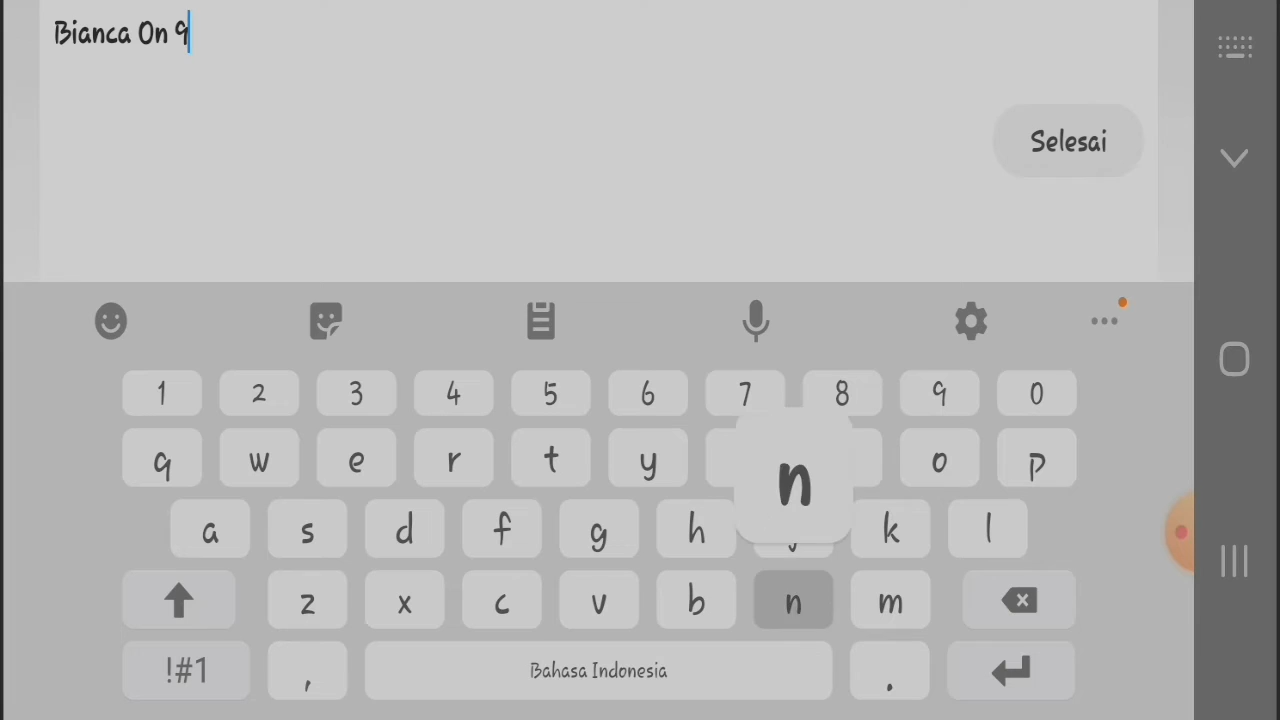 Bianca On 9
Selesai
1 2 3 4 5 6 7 8 9 0
q w e r t y o p
n
a s d f g h k l
z x c v b n m
!#1 , Bahasa Indonesia .